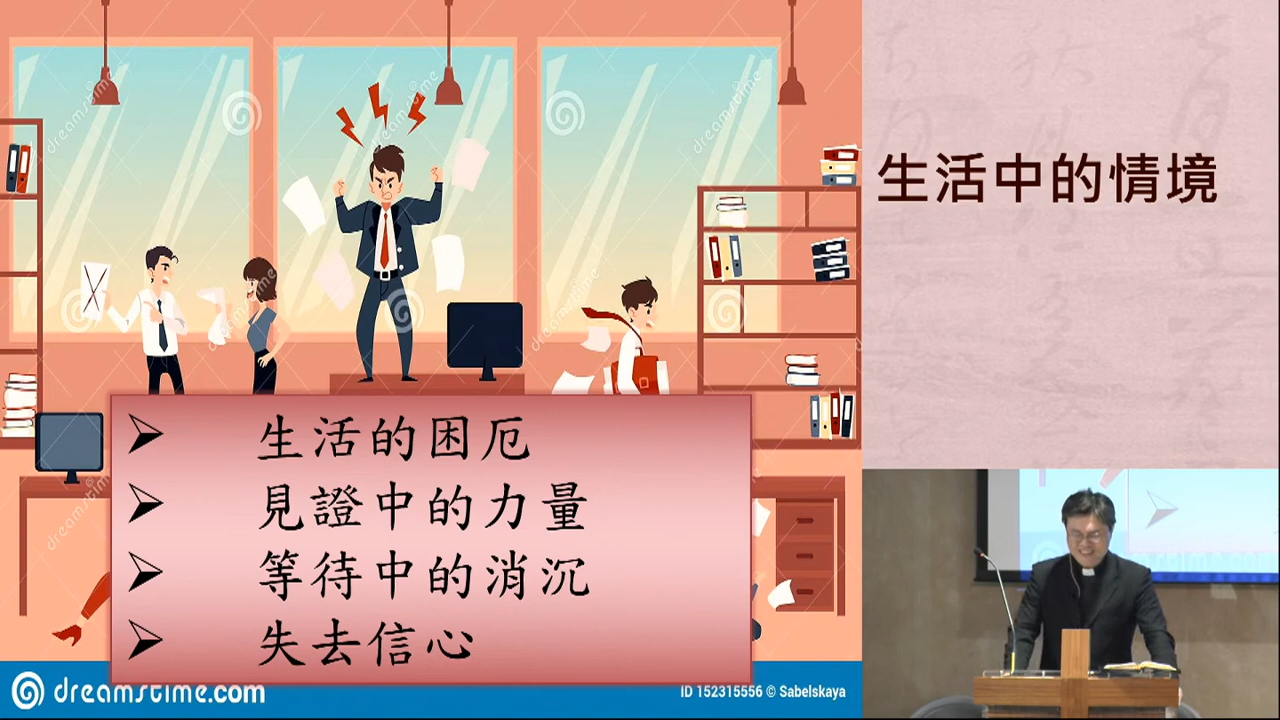 生活中的情境
生活的困厄
見證中的力量
等待中的消沉
失去信心
dreamstime.com
ID 152315556 © Sabelskaya